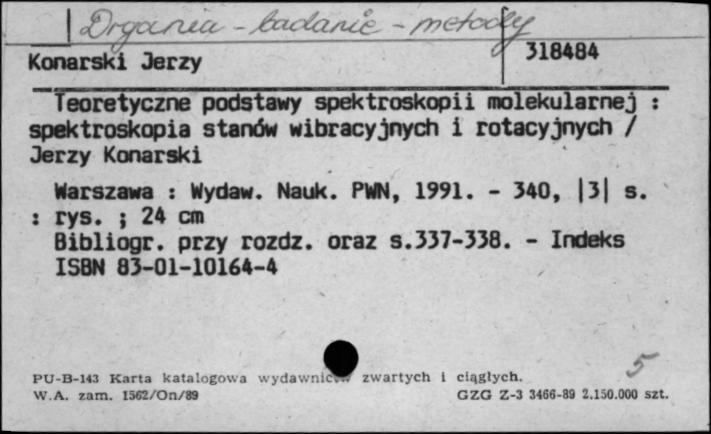 Drgania - badanie - metody
Konarski Jerzy 318484
Teoretyczne podstawy spektroskopii molekularnej :
spektroskopia stanów wibracyjnych i rotacyjnych /
Jerzy Konarski
Warszawa : Wydaw. Nauk. PWN, 1991. - 340, |3| s.
: rys. ; 24 cm
Bibliogr. przy rozdz. oraz s.337-338. - Indeks
ISBN 83-01-10164-4
5
PU-B-143 Karta katalogowa wydawnictw zwartych i ciągłych.
W.A. zam. 1562/On/89 GZG Z-3 3466-89 2.150.000 szt.